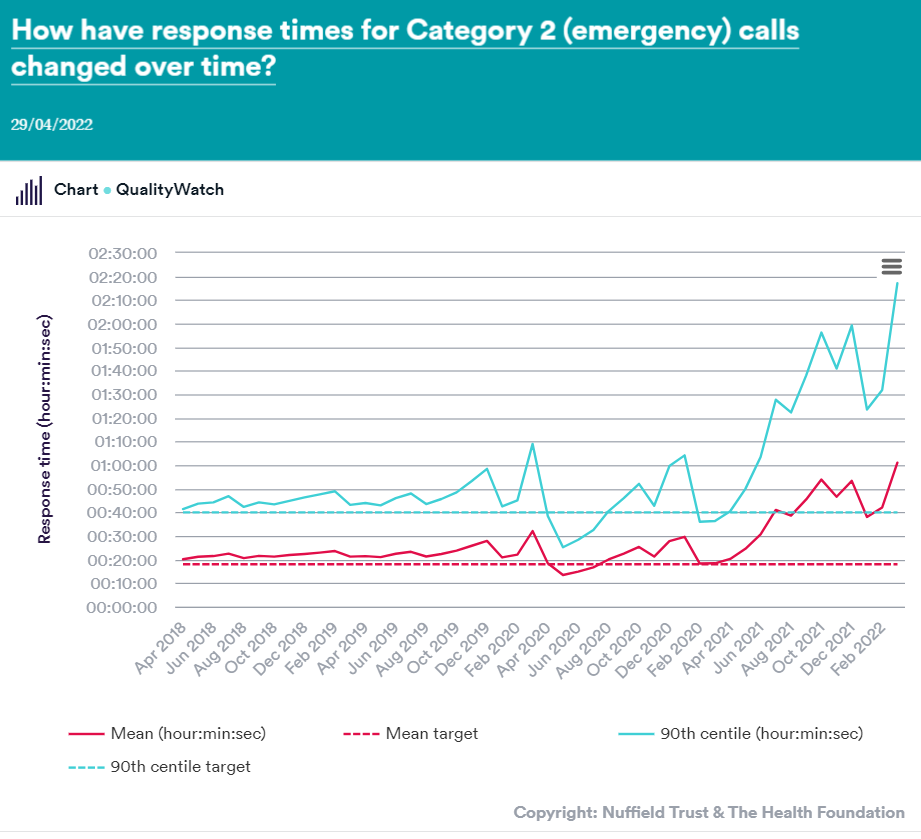 How have response times for Category 2 (emergency) calls
changed over time?
29/04/2022
Chart • QualityWatch
Response time (hour:min:sec)
02:30:00
02:20:00
02:10:00
02:00:00
01:50:00
01:40:00
01:30:00
01:20:00
01:10:00
01:00:00
00:50:00
00:40:00
00:30:00
00:20:00
00:10:00
00:00:00
Apr 2018
Jun 2018
Aug 2018
Oct 2018
Dec 2018
Feb 2019
Apr 2019
Jun 2019
Aug 2019
Oct 2019
Dec 2019
Feb 2020
Apr 2020
Jun 2020
Aug 2020
Oct 2020
Dec 2020
Feb 2020
Apr 2021
Jun 2021
Aug 2021
Oct 2021
Dec 2021
Feb 2022
Mean (hour:min:sec)
Mean target
90th centile (hour:min:sec)
90th centile target
Copyright: Nuffield Trust & The Health Foundation